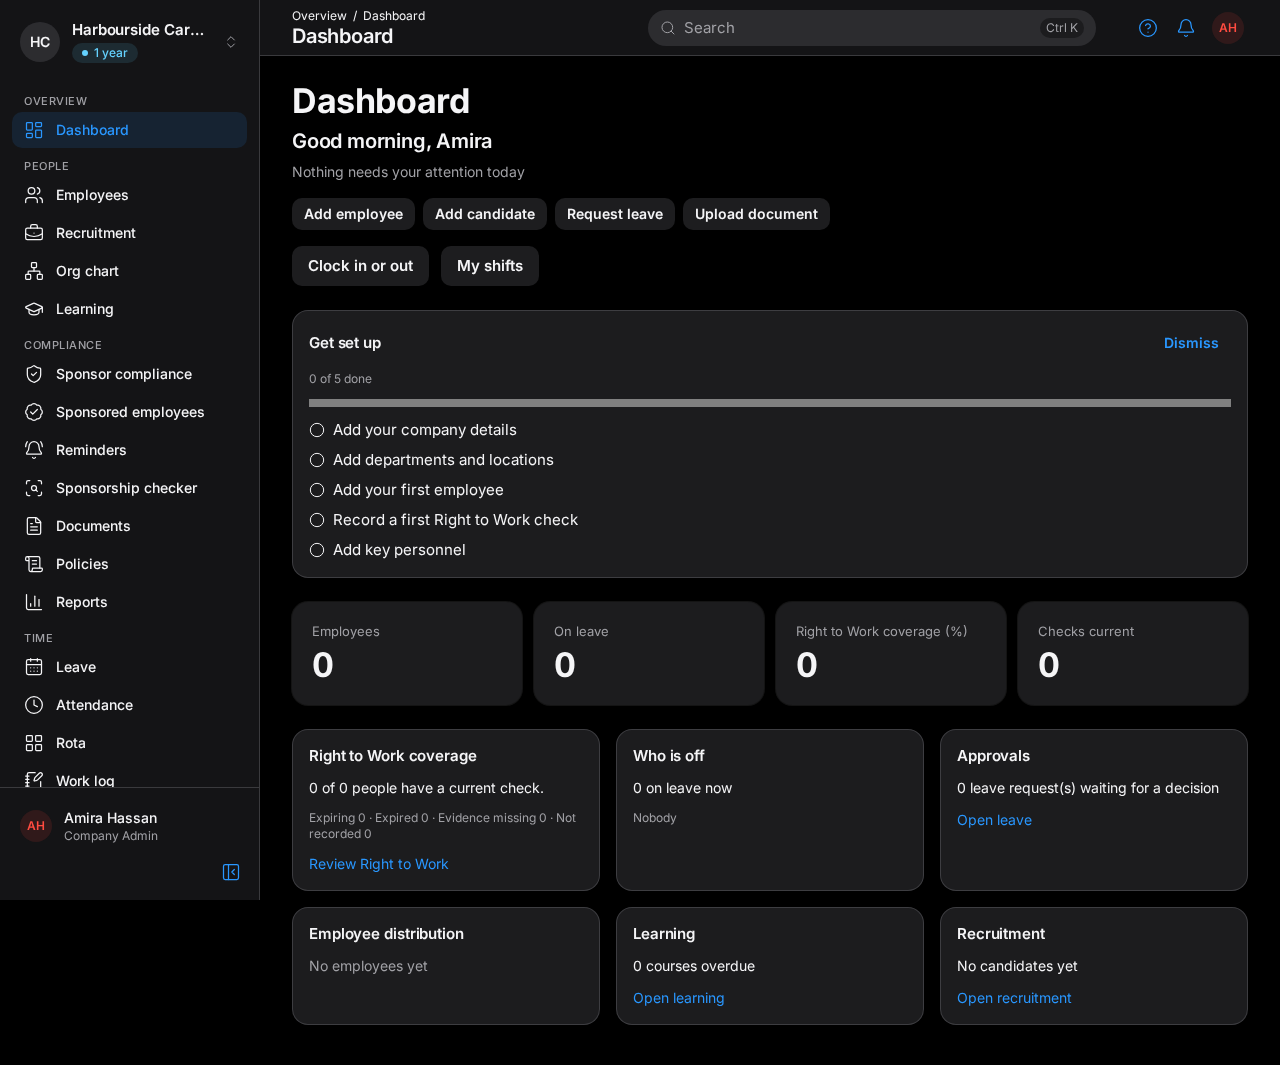 HC
Harbourside Car...
1 year
OVERVIEW
Dashboard
PEOPLE
Employees
Recruitment
Org chart
Learning
COMPLIANCE
Sponsor compliance
Sponsored employees
Reminders
Sponsorship checker
Documents
Policies
Reports
TIME
Leave
Attendance
Rota
Work log
AH
Amira Hassan
Company Admin
Overview / Dashboard
Dashboard
Search
Ctrl K
AH
Dashboard
Good morning, Amira
Nothing needs your attention today
Add employee
Add candidate
Request leave
Upload document
Clock in or out
My shifts
Get set up
Dismiss
0 of 5 done
Add your company details
Add departments and locations
Add your first employee
Record a first Right to Work check
Add key personnel
Employees
0
On leave
0
Right to Work coverage (%)
0
Checks current
0
Right to Work coverage
0 of 0 people have a current check.
Expiring 0 · Expired 0 · Evidence missing 0 · Not
recorded 0
Review Right to Work
Who is off
0 on leave now
Nobody
Approvals
0 leave request(s) waiting for a decision
Open leave
Employee distribution
No employees yet
Learning
0 courses overdue
Open learning
Recruitment
No candidates yet
Open recruitment